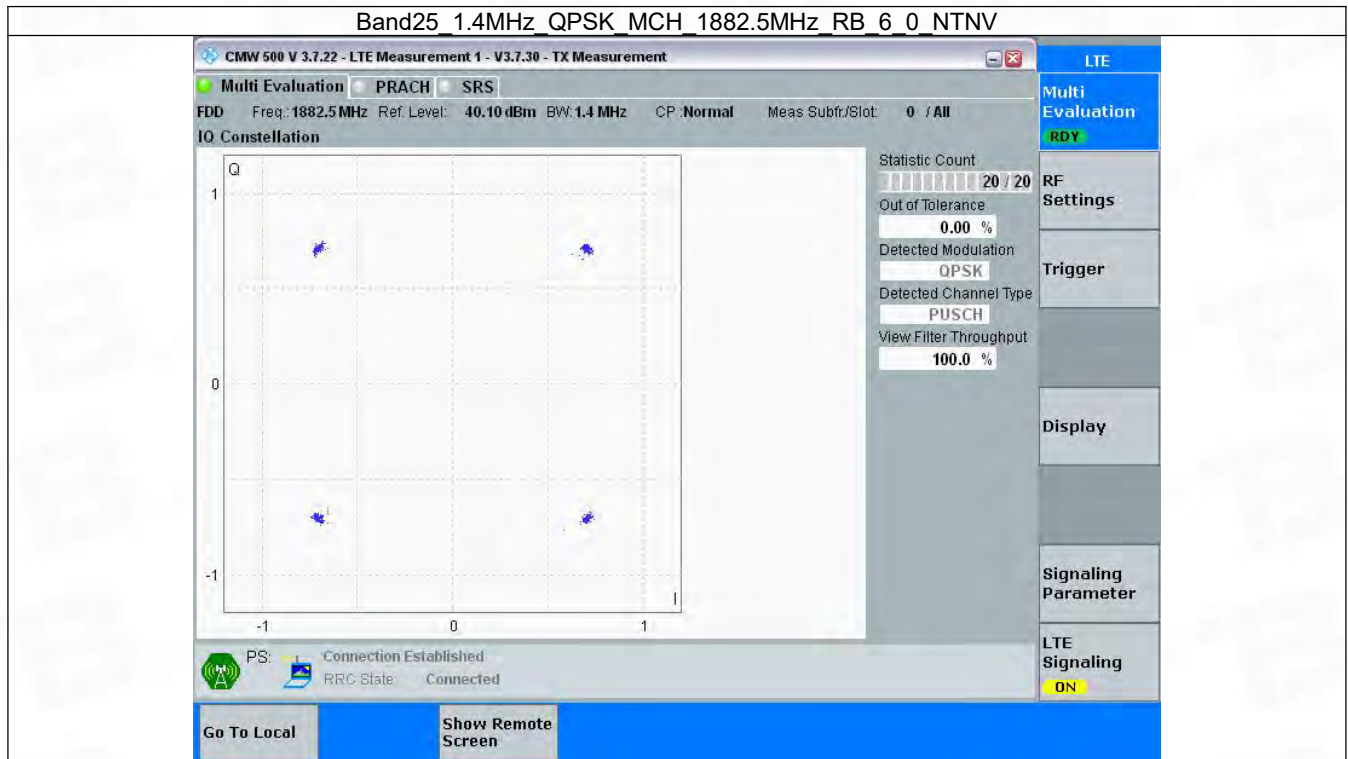 Band25_1.4MHz_QPSK_MCH_1882.5MHz_RB_6_0_NTNV
CMW 500 V 3.7.22 - LTE Measurement 1 - V3.7.30 - TX Measurement
LTE
Multi Evaluation PRACH SRS
FDD Freq.: 1882.5 MHz Ref. Level: 40.10 dBm BW: 1.4 MHz CP :Normal Meas Subfr./Slot: 0 / All
IQ Constellation
Q
1
0
-1
I
-1 0 1
Statistic Count
20 / 20
Out of Tolerance
0.00 %
Detected Modulation
QPSK
Detected Channel Type
PUSCH
View Filter Throughput
100.0 %
Multi
Evaluation
RDY
RF
Settings
Trigger
Display
Signaling
Parameter
LTE
Signaling
ON
PS: Connection Established
RRC State: Connected
Go To Local
Show Remote
Screen